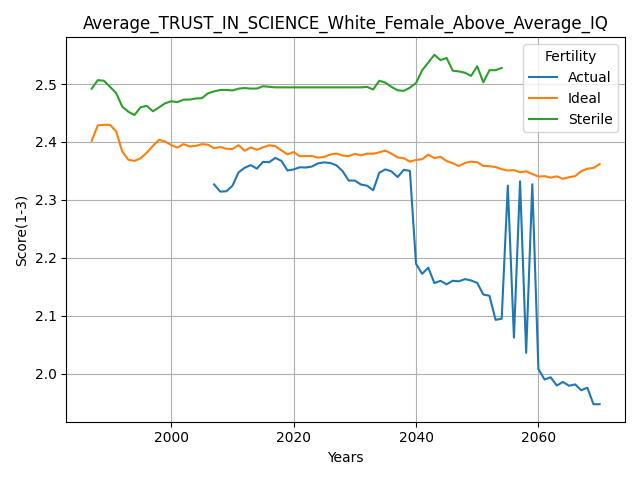 Average_TRUST_IN_SCIENCE_White_Female_Above_Average_IQ
Fertility
Actual
Ideal
Sterile
Score(1-3)
2.5
2.4
2.3
2.2
2.1
2.0
2000
2020
2040
2060
Years